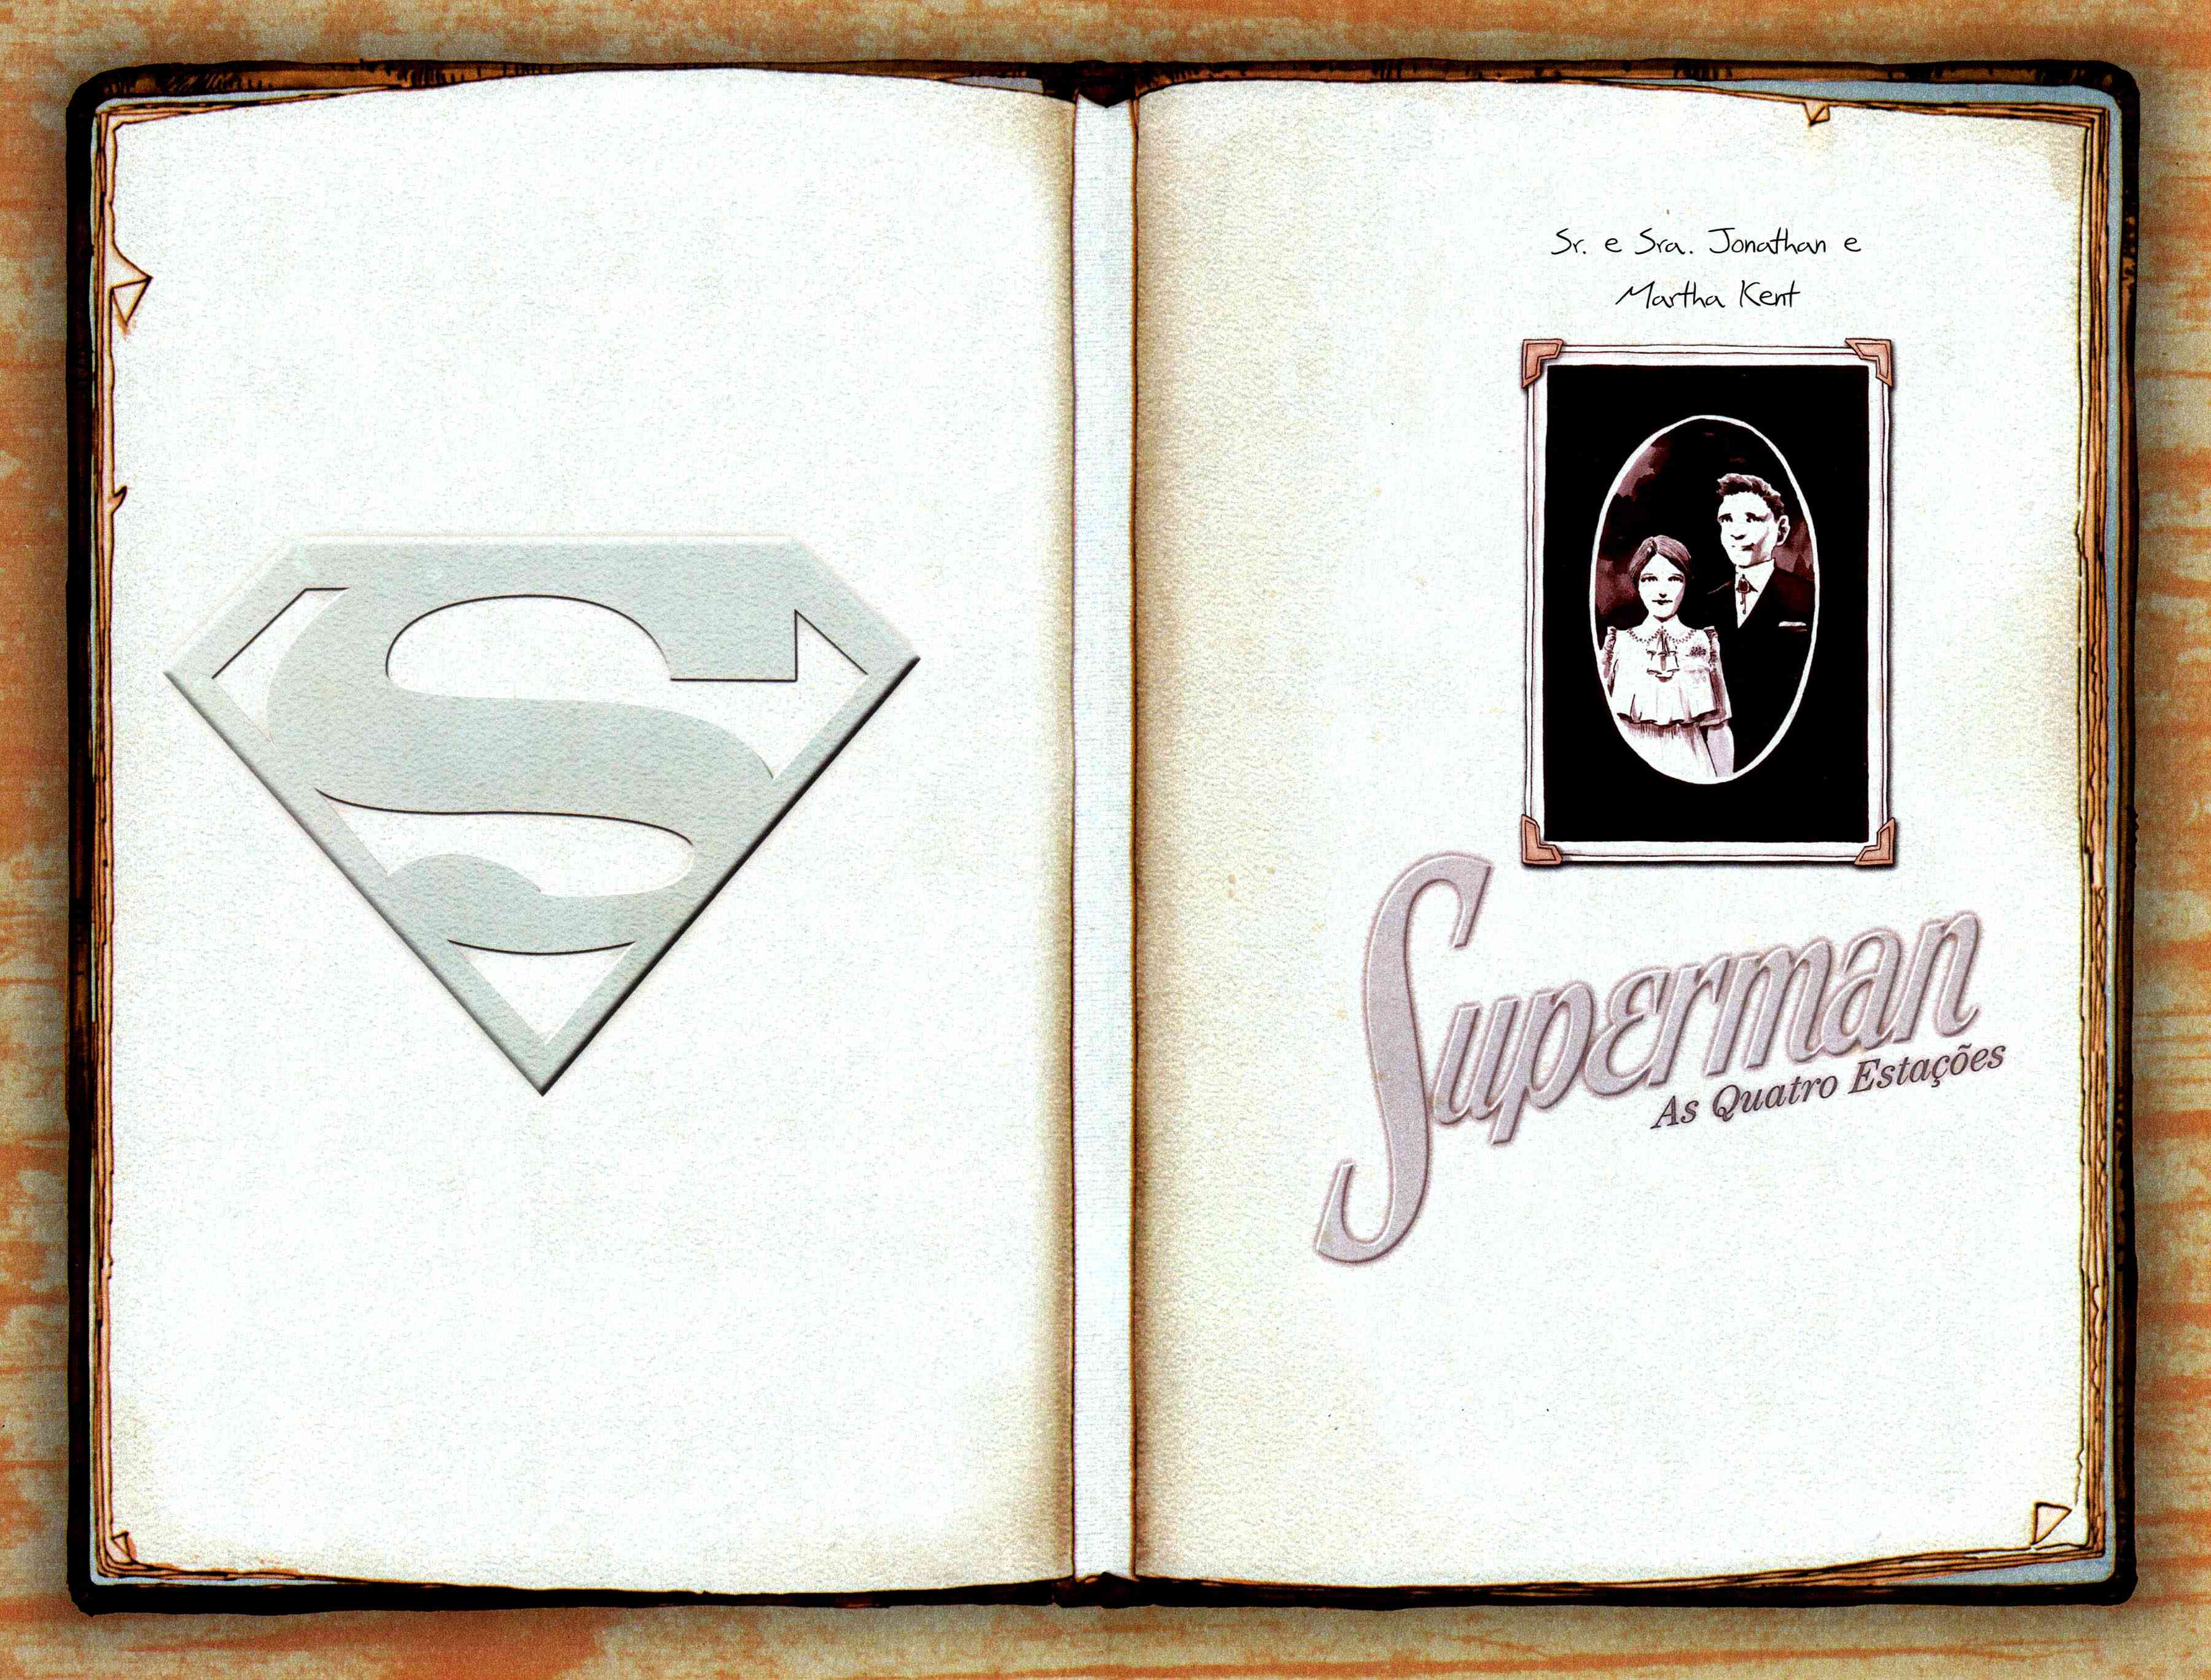 S
Sr. e Sra. Jonathan e
Martha Kent
Superman
As Quatro Estações